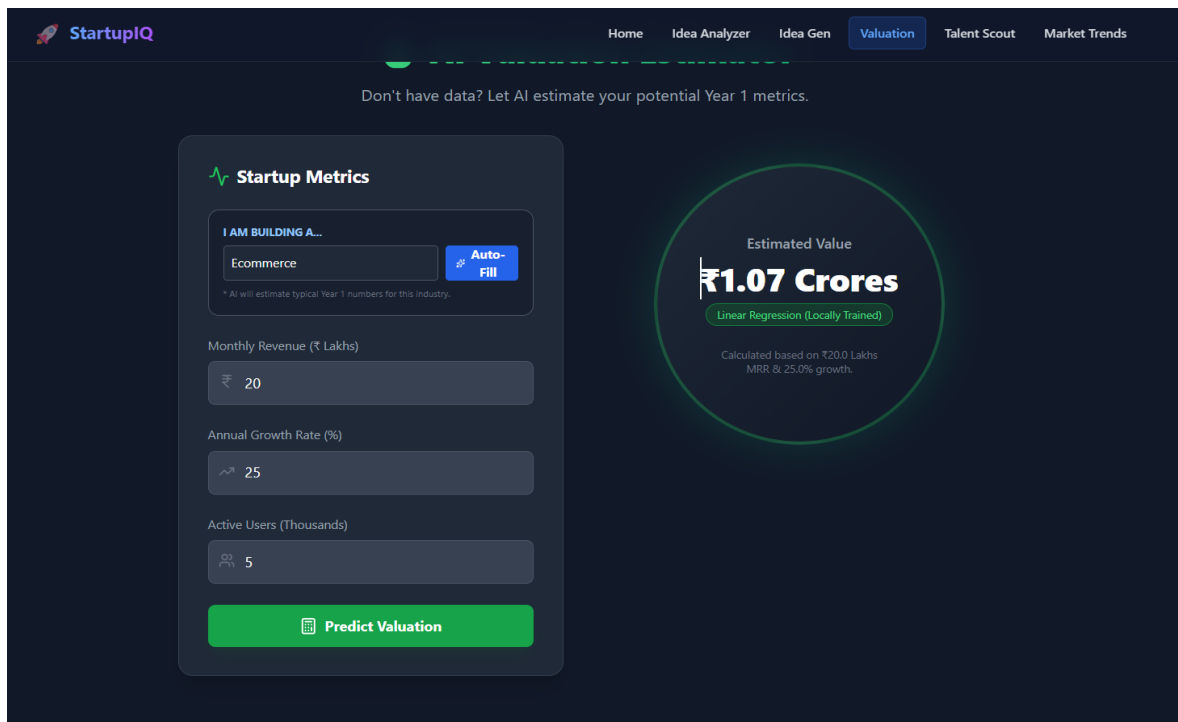 StartupIQ
Home Idea Analyzer Idea Gen Valuation Talent Scout Market Trends
AI Valuation Estimator
Don't have data? Let AI estimate your potential Year 1 metrics.
Startup Metrics
I AM BUILDING A...
Ecommerce
Auto-
Fill
* AI will estimate typical Year 1 numbers for this industry.
Monthly Revenue (₹ Lakhs)
₹ 20
Annual Growth Rate (%)
25
Active Users (Thousands)
5
Predict Valuation
Estimated Value
₹1.07 Crores
Linear Regression (Locally Trained)
Calculated based on ₹20.0 Lakhs
MRR & 25.0% growth.